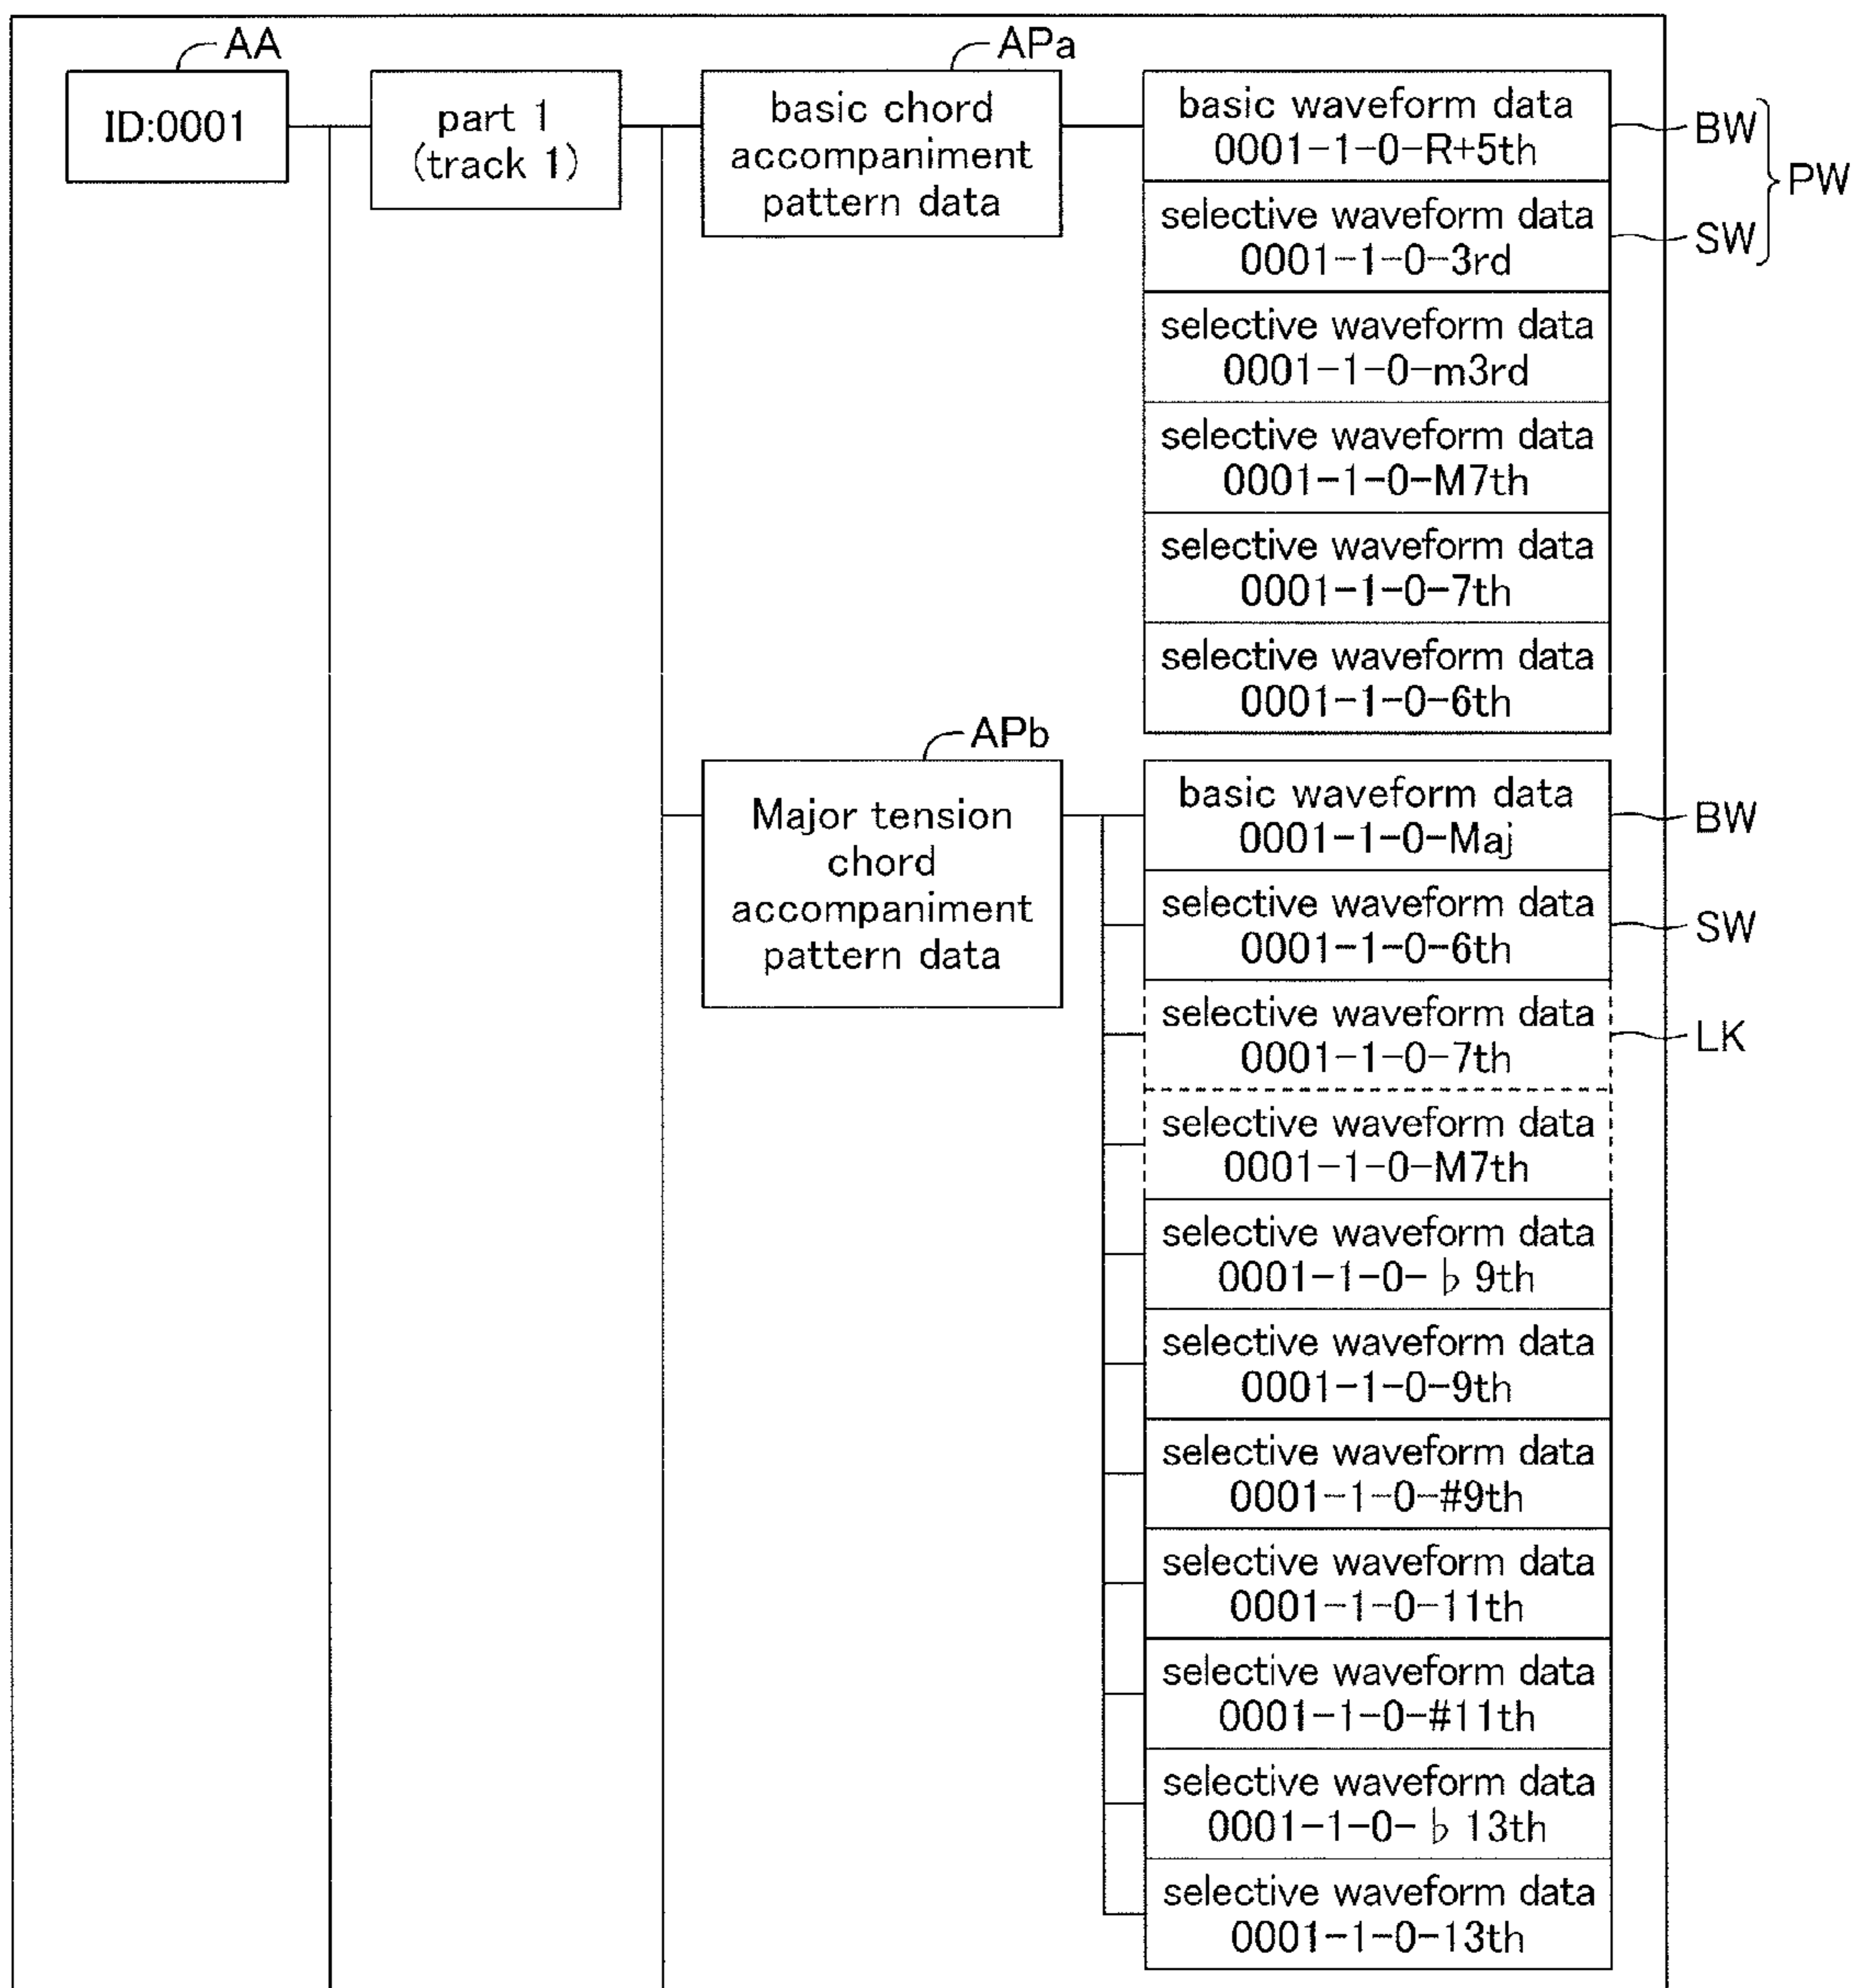 AA
ID:0001
part 1
(track 1)
APa
basic chord
accompaniment
pattern data
basic waveform data
0001-1-0-R+5th
BW
PW
selective waveform data
0001-1-0-3rd
SW
selective waveform data
0001-1-0-m3rd
selective waveform data
0001-1-0-M7th
selective waveform data
0001-1-0-7th
selective waveform data
0001-1-0-6th
APb
Major tension
chord
accompaniment
pattern data
basic waveform data
0001-1-0-Maj
BW
selective waveform data
0001-1-0-6th
SW
selective waveform data
0001-1-0-7th
LK
selective waveform data
0001-1-0-M7th
selective waveform data
0001-1-0-♭9th
selective waveform data
0001-1-0-9th
selective waveform data
0001-1-0-#9th
selective waveform data
0001-1-0-11th
selective waveform data
0001-1-0-#11th
selective waveform data
0001-1-0-♭13th
selective waveform data
0001-1-0-13th